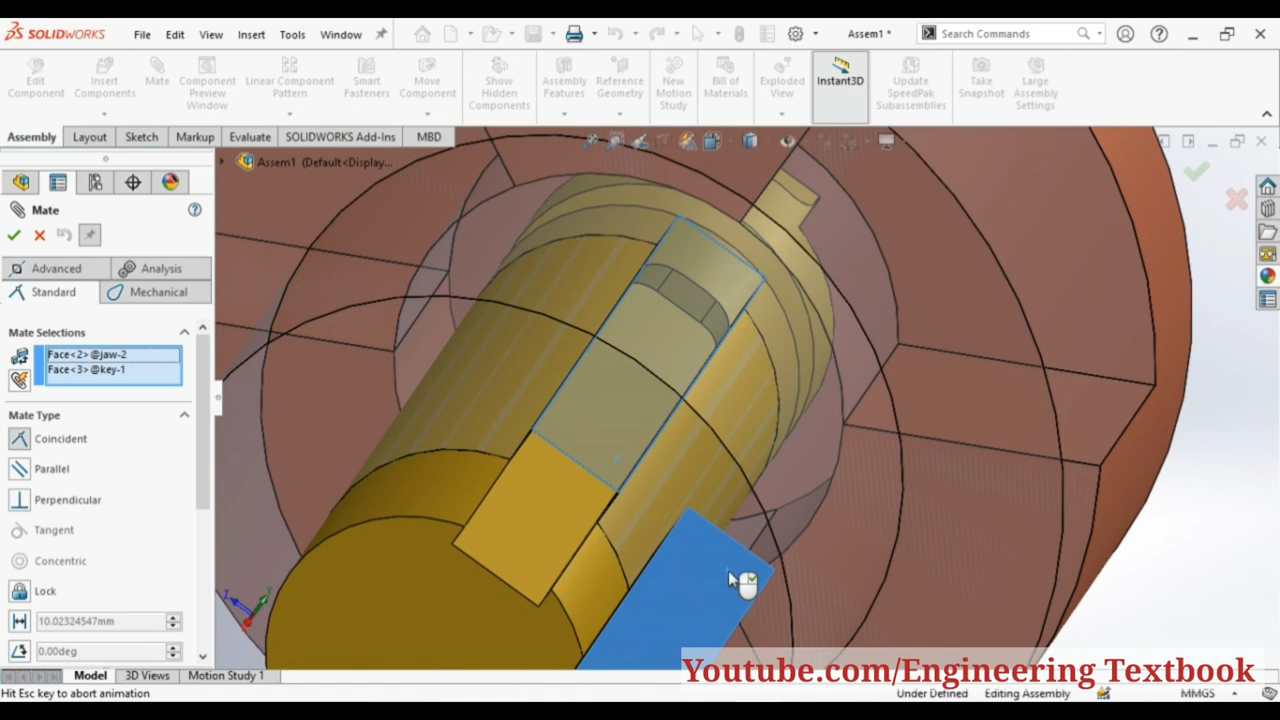 SOLIDWORKS File Edit View Insert Tools Window Assem1 * Search Commands
Edit Component
Insert Components
Mate
Component Preview Window
Linear Component Pattern
Smart Fasteners
Move Component
Show Hidden Components
Assembly Features
Reference Geometry
New Motion Study
Bill of Materials
Exploded View
Instant3D
Update SpeedPak Subassemblies
Take Snapshot
Large Assembly Settings
Assembly Layout Sketch Markup Evaluate SOLIDWORKS Add-Ins MBD
Assem1 (Default<Display...
Mate
Advanced Analysis
Standard Mechanical
Mate Selections
Face<2>@jaw-2
Face<3>@key-1
Mate Type
Coincident
Parallel
Perpendicular
Tangent
Concentric
Lock
10.02324547mm
0.00deg
Youtube.com/Engineering Textbook
Model 3D Views Motion Study 1
Hit Esc key to abort animation Under Defined Editing Assembly MMGS